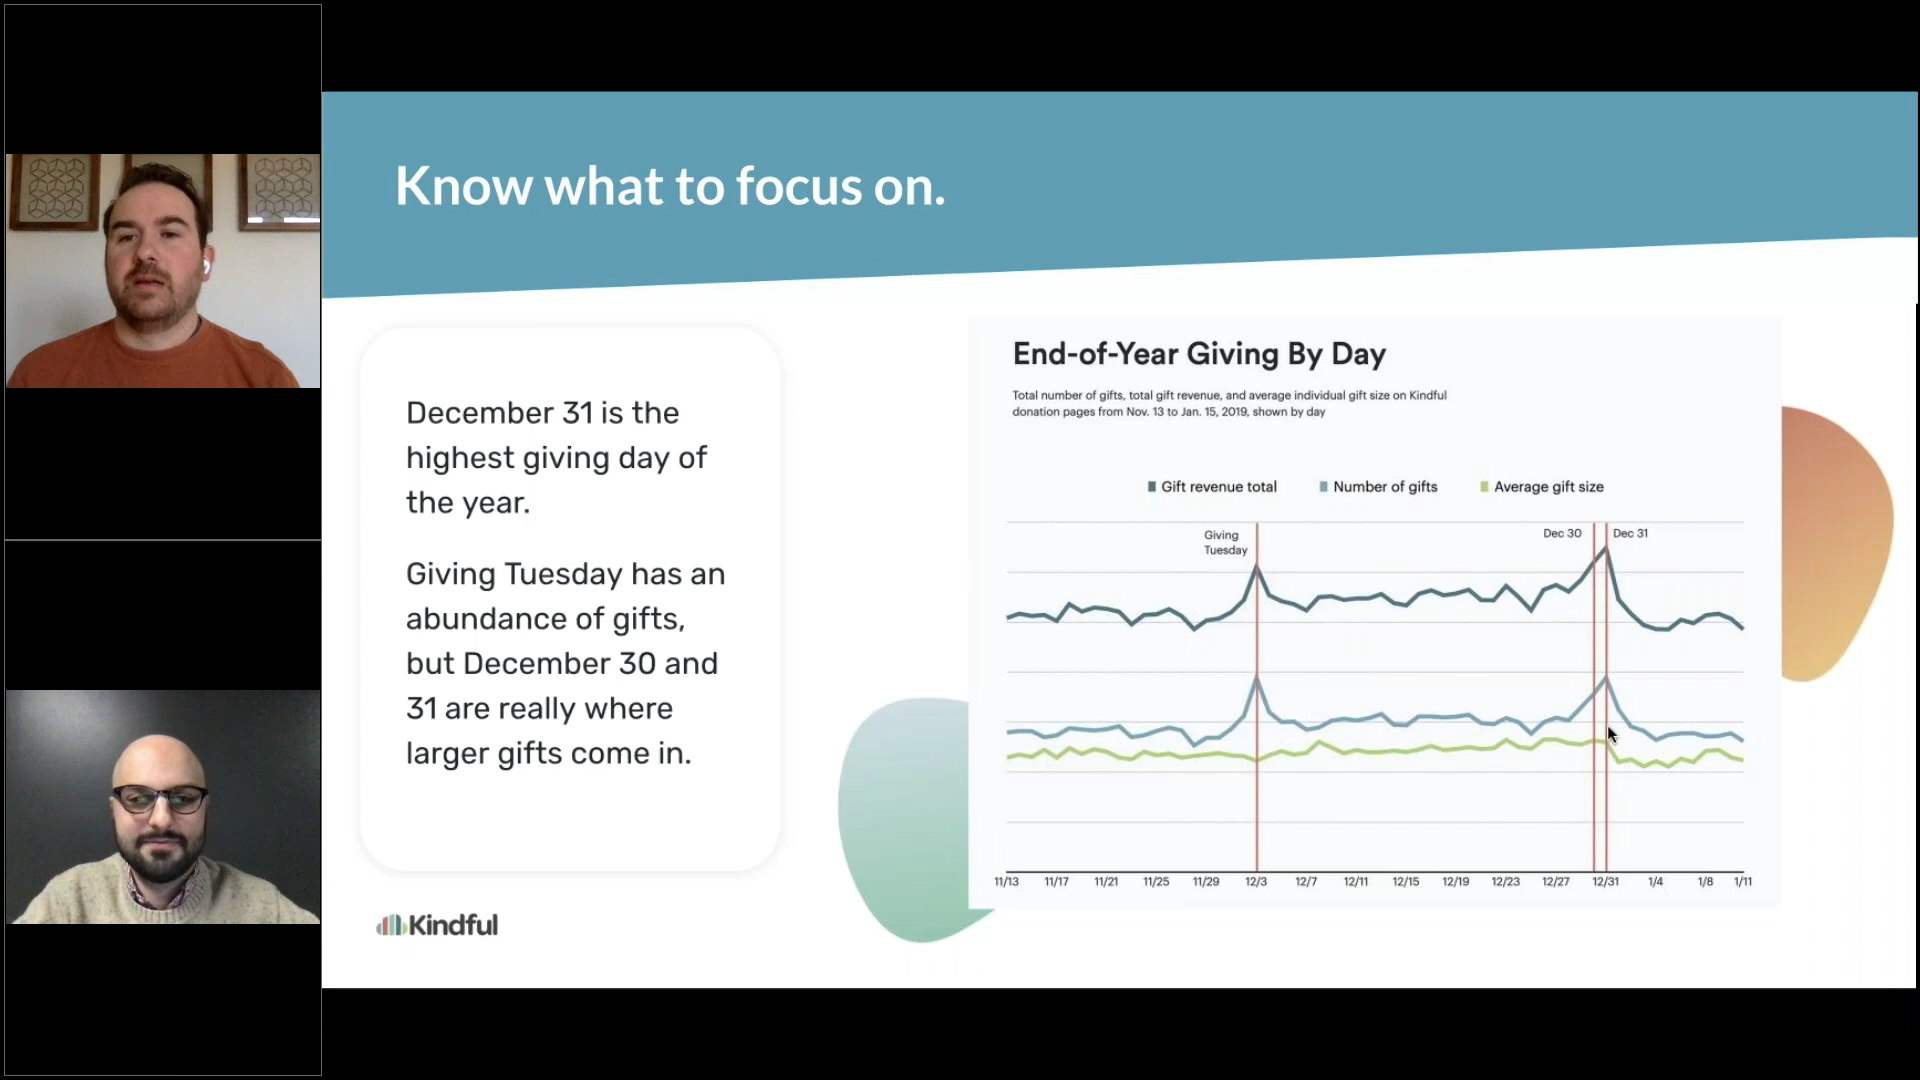 Know what to focus on.
December 31 is the
highest giving day of
the year.
Giving Tuesday has an
abundance of gifts,
but December 30 and
31 are really where
larger gifts come in.
Kindful
End-of-Year Giving By Day
Total number of gifts, total gift revenue, and average individual gift size on Kindful
donation pages from Nov. 13 to Jan. 15, 2019, shown by day
Gift revenue total Number of gifts Average gift size
Giving
Tuesday
Dec 30 Dec 31
11/13 11/17 11/21 11/25 11/29 12/3 12/7 12/11 12/15 12/19 12/23 12/27 12/31 1/4 1/8 1/11